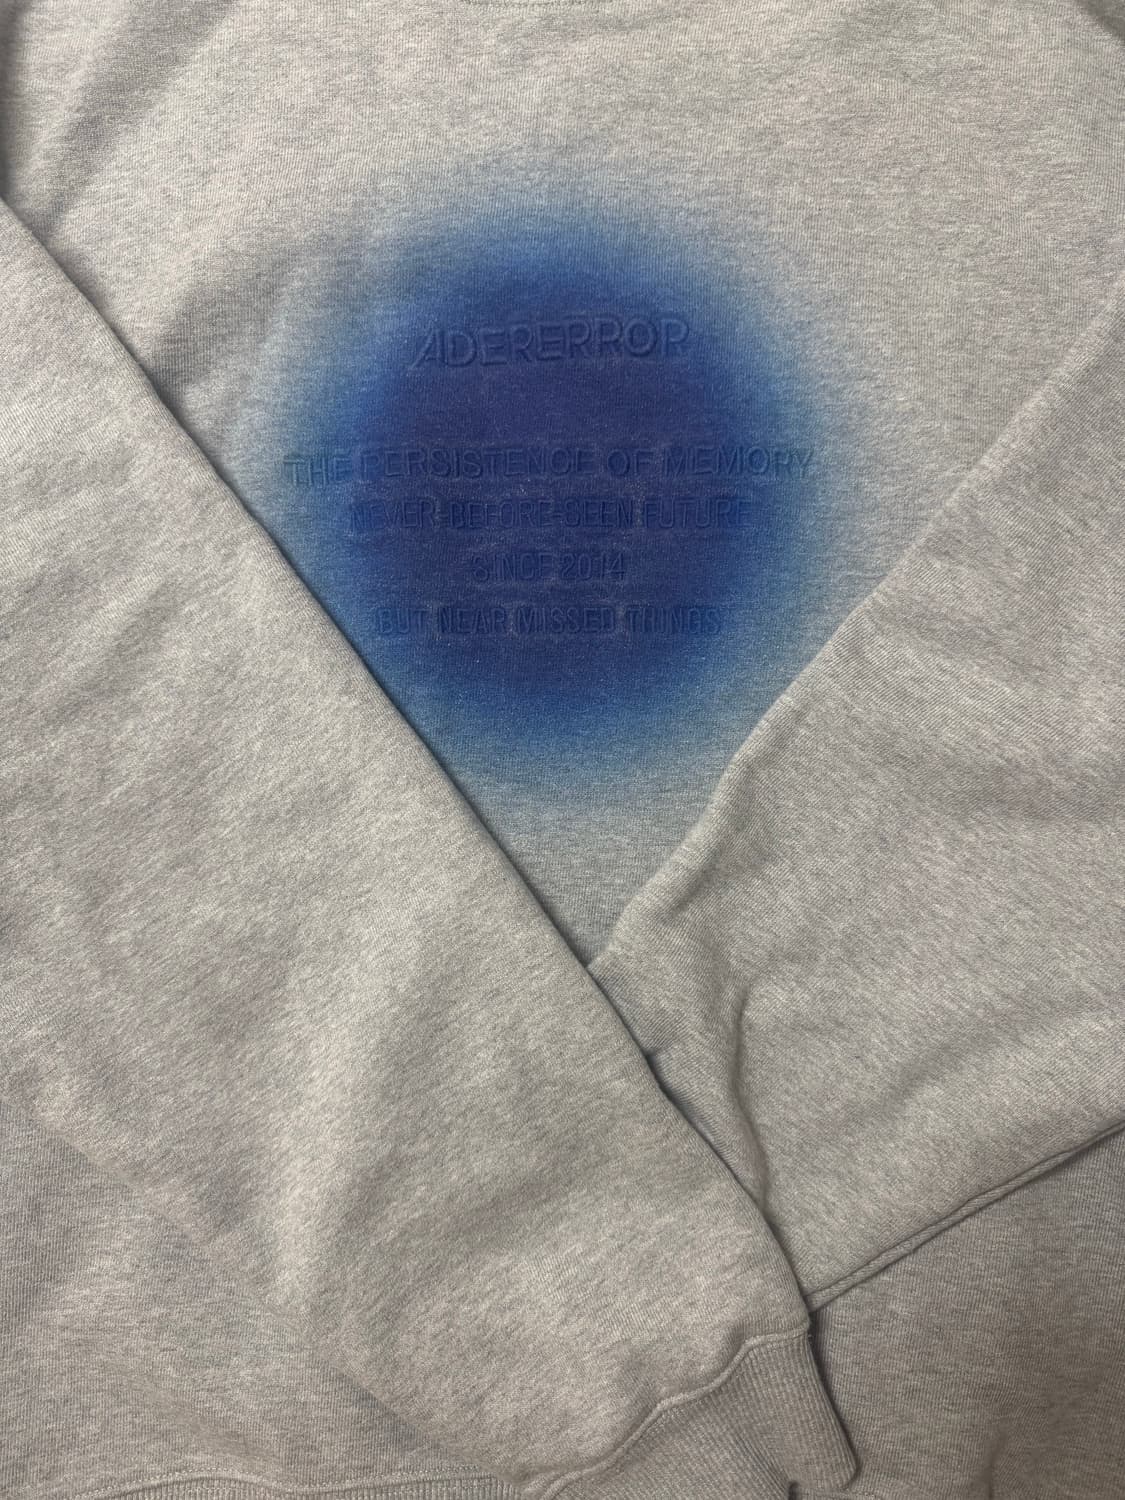 ADERERROR
THE PERSISTENCE OF MEMORY
NEVER-BEFORE-SEEN FUTURE
SINCE 2014
BUT NEAR MISSED THINGS